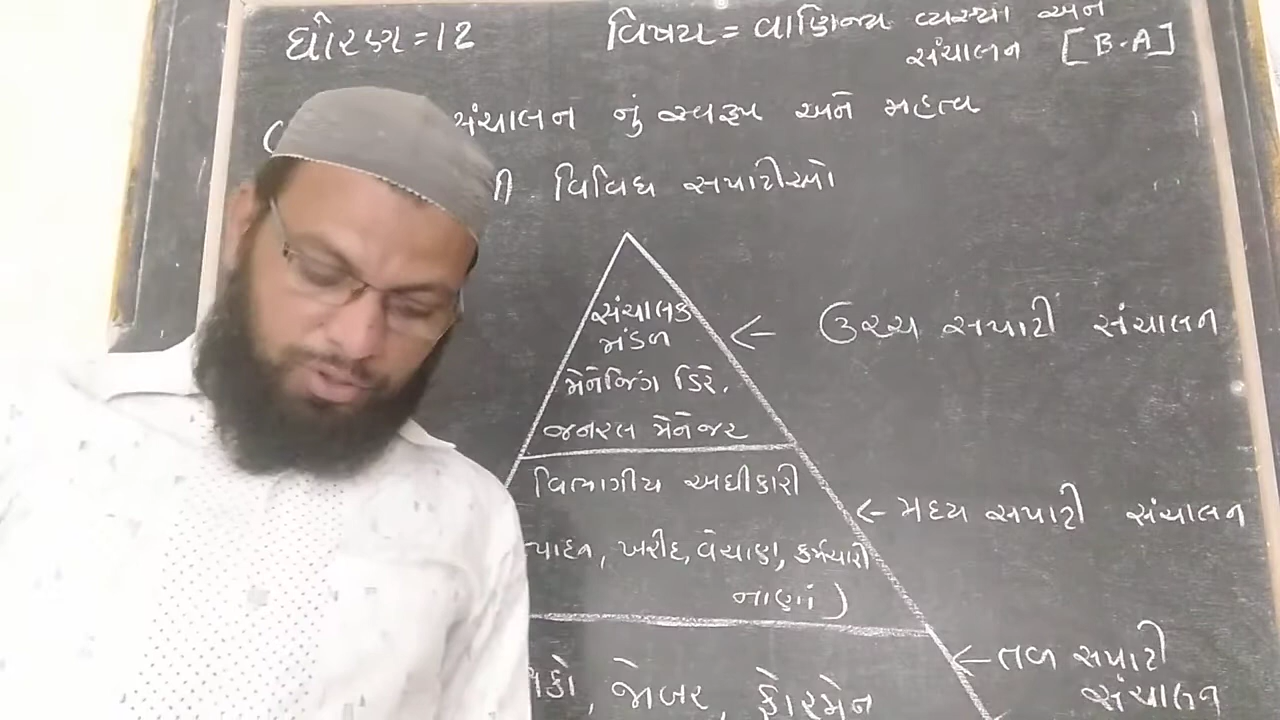 ધોરણ = 12
વિષય = વાણિજ્ય વ્યવસ્થા અને
સંચાલન [B.A]
સંચાલન નું સ્વરૂપ અને મહત્વ
વિવિધ સપાટીઓ
સંચાલક
મંડળ
મેનેજિંગ ડિરે.
જનરલ મેનેજર
← ઉચ્ચ સપાટી સંચાલન
વિભાગીય અધીકારી
← મધ્ય સપાટી સંચાલન
ખરીદ, વેચાણ, કર્મચારી
નાણાં)
← તળ સપાટી
સંચાલન
જોબર, ફોરમેન